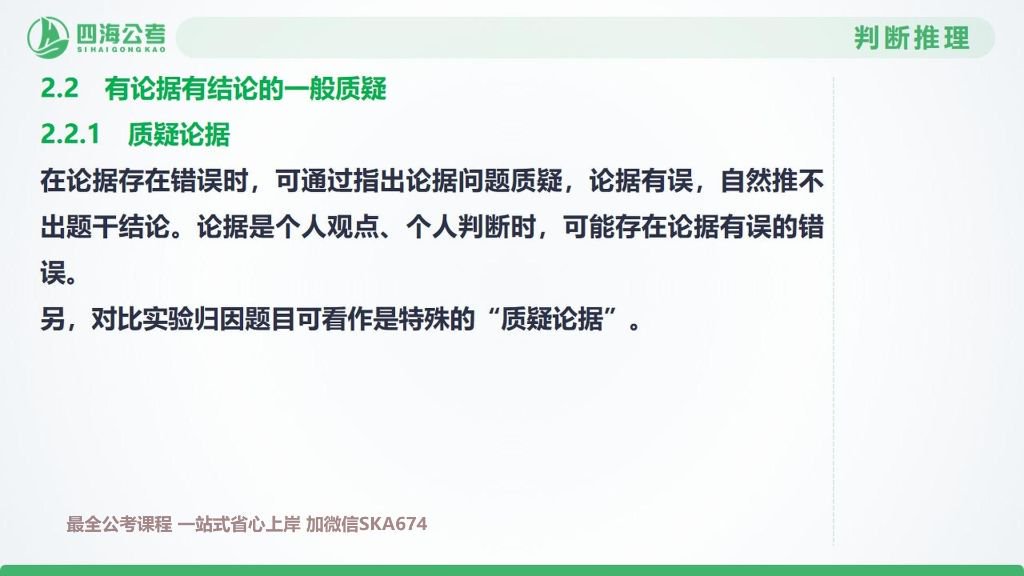 四海公考
SIHAIGONGKAO
判断推理
2.2 有论据有结论的一般质疑
2.2.1 质疑论据
在论据存在错误时，可通过指出论据问题质疑，论据有误，自然推不
出题干结论。论据是个人观点、个人判断时，可能存在论据有误的错
误。
另，对比实验归因题目可看作是特殊的“质疑论据”。
最全公考课程 一站式省心上岸 加微信SKA674